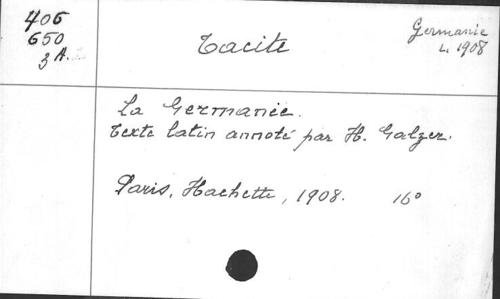 406
650
3 A.
Tacite
Germanie
L. 1908
La Germanie.
Texte latin annoté par H. Galzer.
Paris, Hachette, 1908. 16°